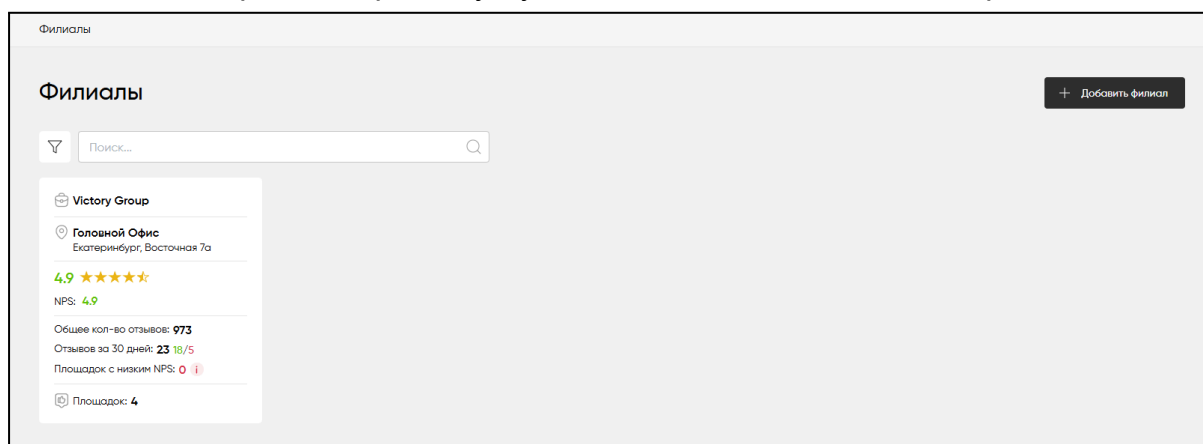 Филиалы
Филиалы
+ Добавить филиал
Поиск...
Victory Group
Головной Офис
Екатеринбург, Восточная 7а
4.9
NPS: 4.9
Общее кол-во отзывов: 973
Отзывов за 30 дней: 23 18/5
Площадок с низким NPS: 0 i
Площадок: 4